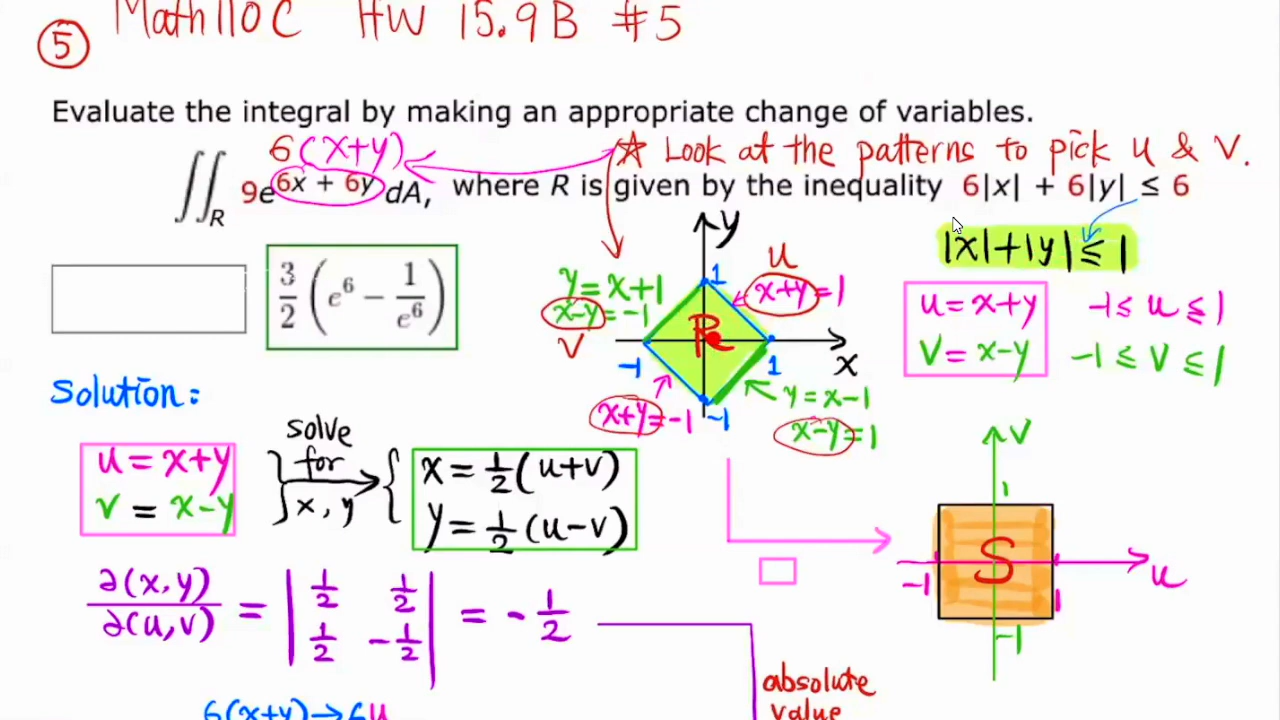 ⑤ Math110C HW 15.9B #5
Evaluate the integral by making an appropriate change of variables.
6(x+y)
☆ Look at the patterns to pick u & v.
∬_R 9e^(6x + 6y) dA, where R is given by the inequality 6|x| + 6|y| ≤ 6
|x|+|y| ≤ 1
3/2 (e^6 − 1/e^6)
y
1
u
x+y=1
y=x+1
x-y=-1
v
R
-1
1
x
x+y=-1
-1
y=x-1
x-y=1
u=x+y -1≤u≤1
v=x-y -1≤v≤1
Solution:
u=x+y
v=x-y
solve
for
x,y
x=1/2(u+v)
y=1/2(u-v)
v
1
S
-1
1
u
-1
∂(x,y)/∂(u,v) = |1/2 1/2
1/2 -1/2| = -1/2
absolute
value
6(x+y)→6u